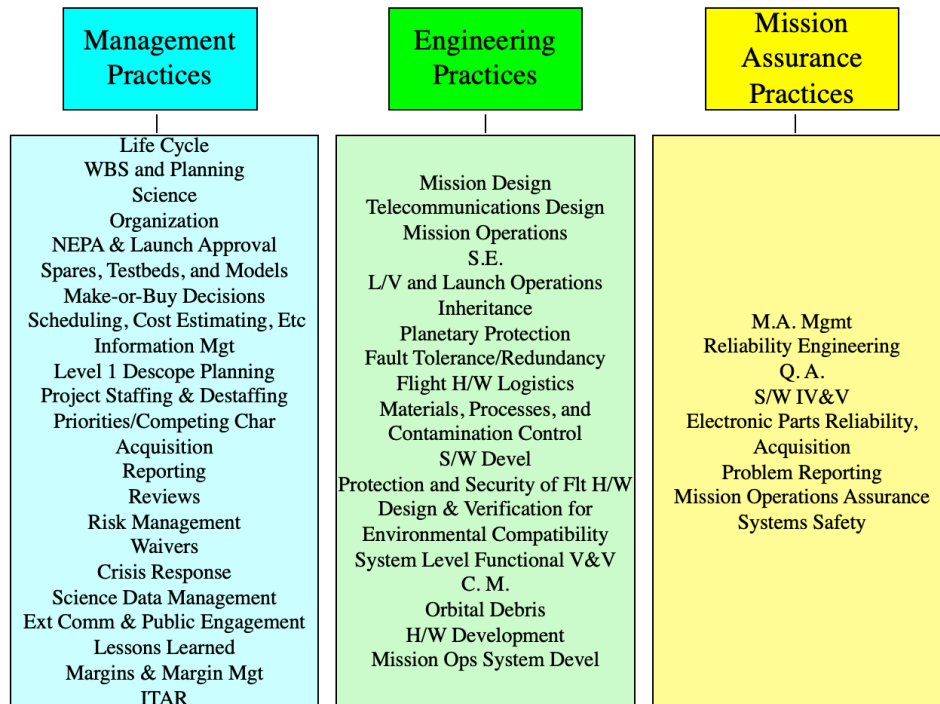 Management
Practices
Life Cycle
WBS and Planning
Science
Organization
NEPA & Launch Approval
Spares, Testbeds, and Models
Make-or-Buy Decisions
Scheduling, Cost Estimating, Etc
Information Mgt
Level 1 Descope Planning
Project Staffing & Destaffing
Priorities/Competing Char
Acquisition
Reporting
Reviews
Risk Management
Waivers
Crisis Response
Science Data Management
Ext Comm & Public Engagement
Lessons Learned
Margins & Margin Mgt
ITAR
Engineering
Practices
Mission Design
Telecommunications Design
Mission Operations
S.E.
L/V and Launch Operations
Inheritance
Planetary Protection
Fault Tolerance/Redundancy
Flight H/W Logistics
Materials, Processes, and
Contamination Control
S/W Devel
Protection and Security of Flt H/W
Design & Verification for
Environmental Compatibility
System Level Functional V&V
C. M.
Orbital Debris
H/W Development
Mission Ops System Devel
Mission
Assurance
Practices
M.A. Mgmt
Reliability Engineering
Q. A.
S/W IV&V
Electronic Parts Reliability,
Acquisition
Problem Reporting
Mission Operations Assurance
Systems Safety